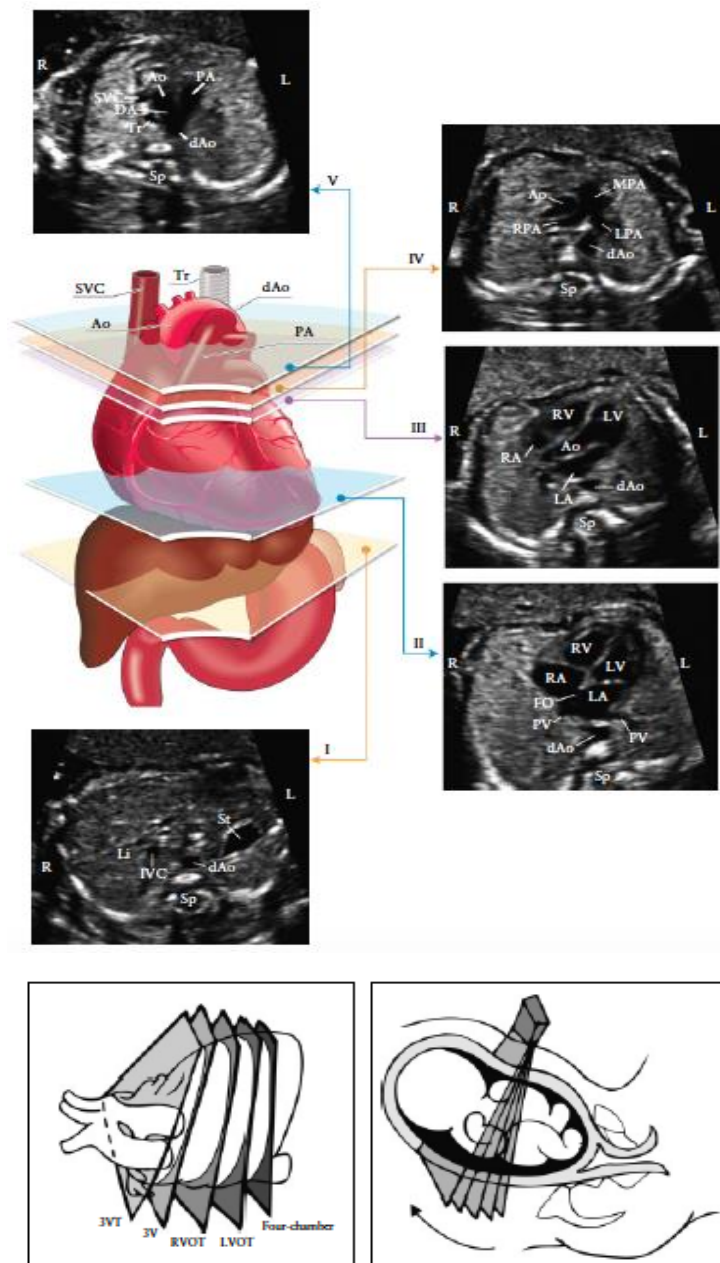 R
L
Ao
PA
SVC
DA
Tr
dAo
Sp
V
R
L
Ao
MPA
RPA
LPA
dAo
Sp
IV
SVC
Tr
dAo
Ao
PA
III
R
L
RV
LV
RA
Ao
LA
dAo
Sp
II
R
L
RV
LV
RA
LA
FO
PV
PV
dAo
Sp
I
R
L
St
Li
IVC
dAo
Sp
3VT
3V
RVOT
LVOT
Four-chamber